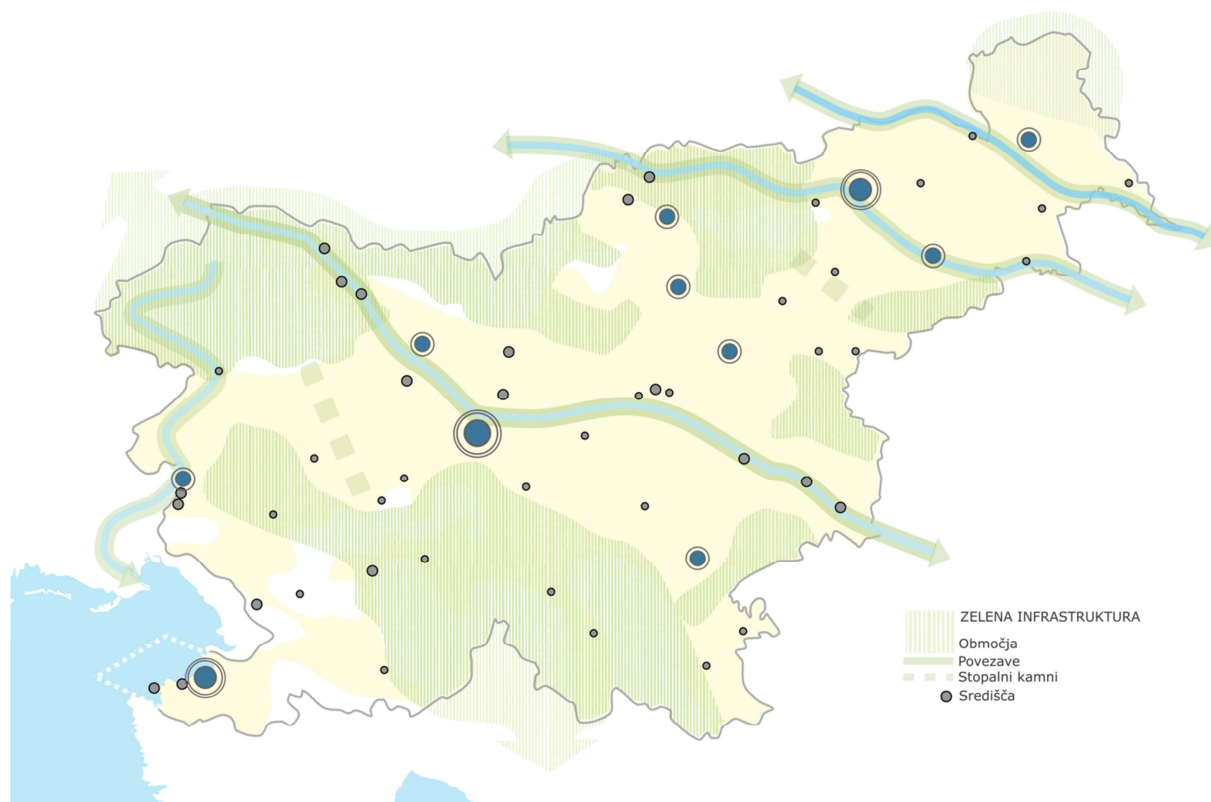 ZELENA INFRASTRUKTURA
Območja
Povezave
Stopalni kamni
Središča